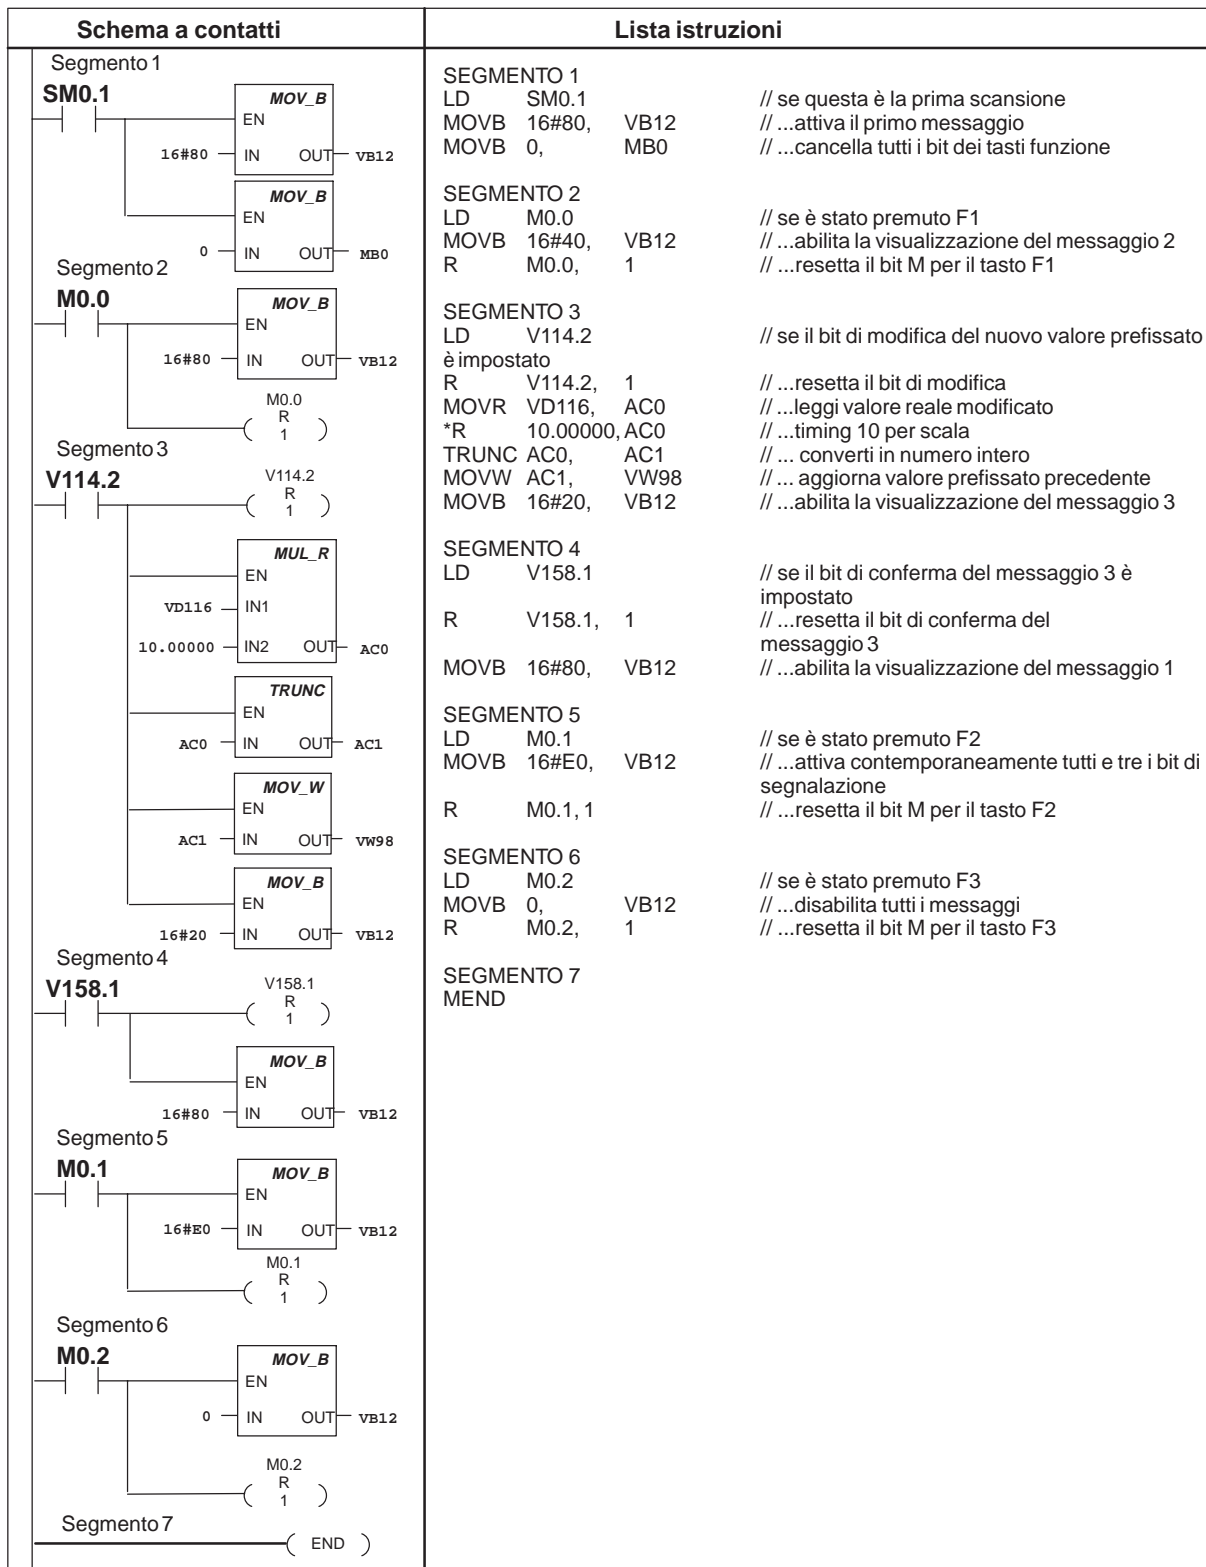 Schema a contatti
Segmento 1
SM0.1
MOV_B
EN
16#80 IN OUT VB12
MOV_B
EN
0 IN OUT MB0
Segmento 2
M0.0
MOV_B
EN
16#80 IN OUT VB12
M0.0
R
1
Segmento 3
V114.2
V114.2
R
1
MUL_R
EN
VD116 IN1
10.00000 IN2 OUT AC0
TRUNC
EN
AC0 IN OUT AC1
MOV_W
EN
AC1 IN OUT VW98
MOV_B
EN
16#20 IN OUT VB12
Segmento 4
V158.1
V158.1
R
1
MOV_B
EN
16#80 IN OUT VB12
Segmento 5
M0.1
MOV_B
EN
16#E0 IN OUT VB12
M0.1
R
1
Segmento 6
M0.2
MOV_B
EN
0 IN OUT VB12
M0.2
R
1
Segmento 7
( END )
Lista istruzioni
SEGMENTO 1
LD SM0.1 // se questa è la prima scansione
MOVB 16#80, VB12 // ...attiva il primo messaggio
MOVB 0, MB0 // ...cancella tutti i bit dei tasti funzione
SEGMENTO 2
LD M0.0 // se è stato premuto F1
MOVB 16#40, VB12 // ...abilita la visualizzazione del messaggio 2
R M0.0, 1 // ...resetta il bit M per il tasto F1
SEGMENTO 3
LD V114.2 // se il bit di modifica del nuovo valore prefissato
è impostato
R V114.2, 1 // ...resetta il bit di modifica
MOVR VD116, AC0 // ...leggi valore reale modificato
*R 10.00000, AC0 // ...timing 10 per scala
TRUNC AC0, AC1 // ... converti in numero intero
MOVW AC1, VW98 // ... aggiorna valore prefissato precedente
MOVB 16#20, VB12 // ...abilita la visualizzazione del messaggio 3
SEGMENTO 4
LD V158.1 // se il bit di conferma del messaggio 3 è
impostato
R V158.1, 1 // ...resetta il bit di conferma del
messaggio 3
MOVB 16#80, VB12 // ...abilita la visualizzazione del messaggio 1
SEGMENTO 5
LD M0.1 // se è stato premuto F2
MOVB 16#E0, VB12 // ...attiva contemporaneamente tutti e tre i bit di
segnalazione
R M0.1, 1 // ...resetta il bit M per il tasto F2
SEGMENTO 6
LD M0.2 // se è stato premuto F3
MOVB 0, VB12 // ...disabilita tutti i messaggi
R M0.2, 1 // ...resetta il bit M per il tasto F3
SEGMENTO 7
MEND